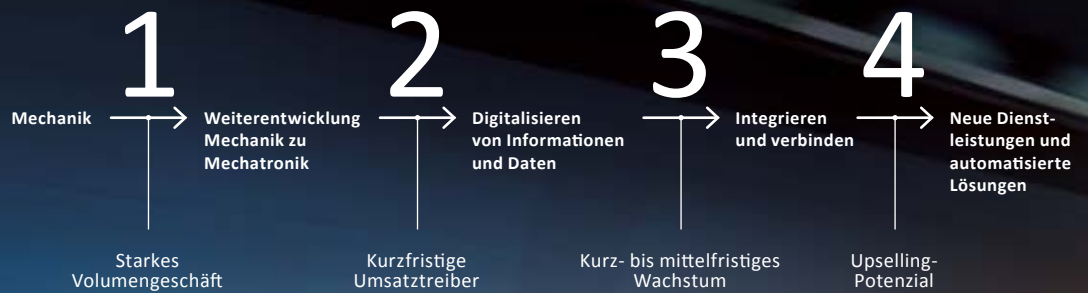 1
2
3
4
Mechanik
Weiterentwicklung
Mechanik zu
Mechatronik
Digitalisieren
von Informationen
und Daten
Integrieren
und verbinden
Neue Dienst-
leistungen und
automatisierte
Lösungen
Starkes
Volumengeschäft
Kurzfristige
Umsatztreiber
Kurz- bis mittelfristiges
Wachstum
Upselling-
Potenzial